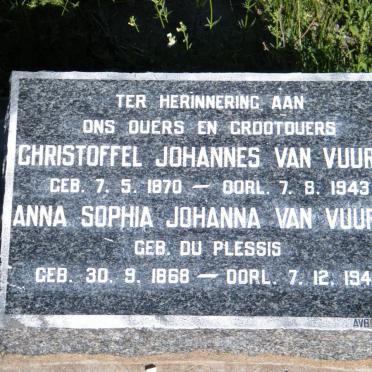 TER HERINNERING AAN
ONS OUERS EN GROOTOUERS
CHRISTOFFEL JOHANNES VAN VUUR
GEB. 7. 5. 1870 — OORL. 7. 8. 1943
ANNA SOPHIA JOHANNA VAN VUUR
GEB. DU PLESSIS
GEB. 30. 9. 1868 — OORL. 7. 12. 194
AVB